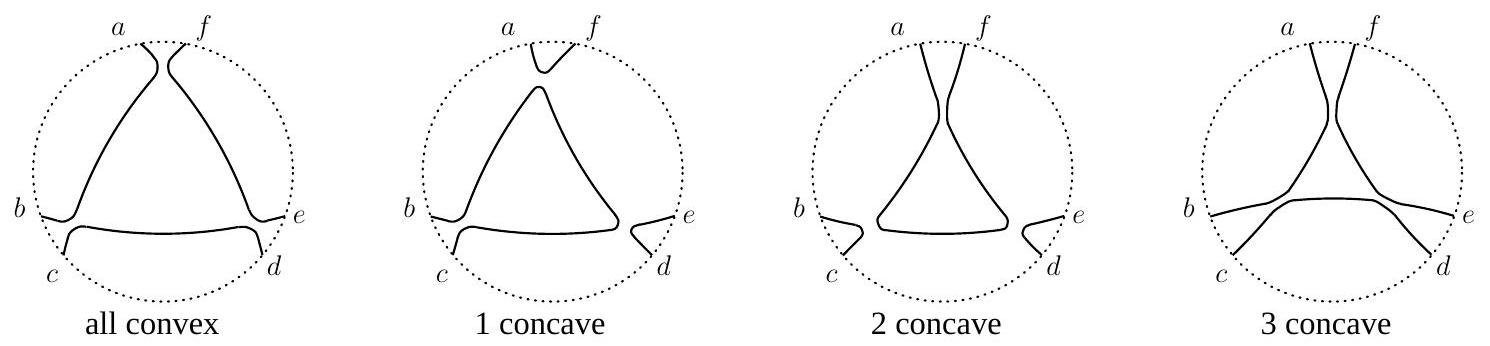 a f a f a f a f
b e b e b e b e
c d c d c d c d
all convex 1 concave 2 concave 3 concave